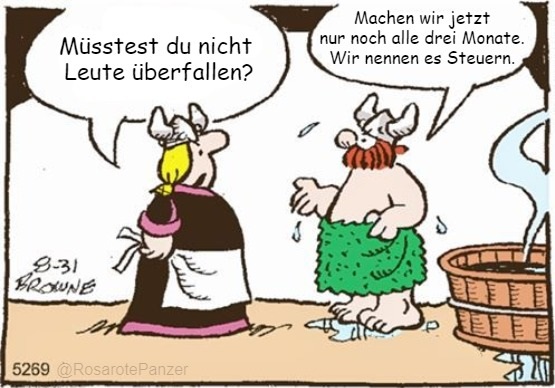 Müsstest du nicht
Leute überfallen?
Machen wir jetzt
nur noch alle drei Monate.
Wir nennen es Steuern.
8-31
BROWNE
5269 @RosarotePanzer